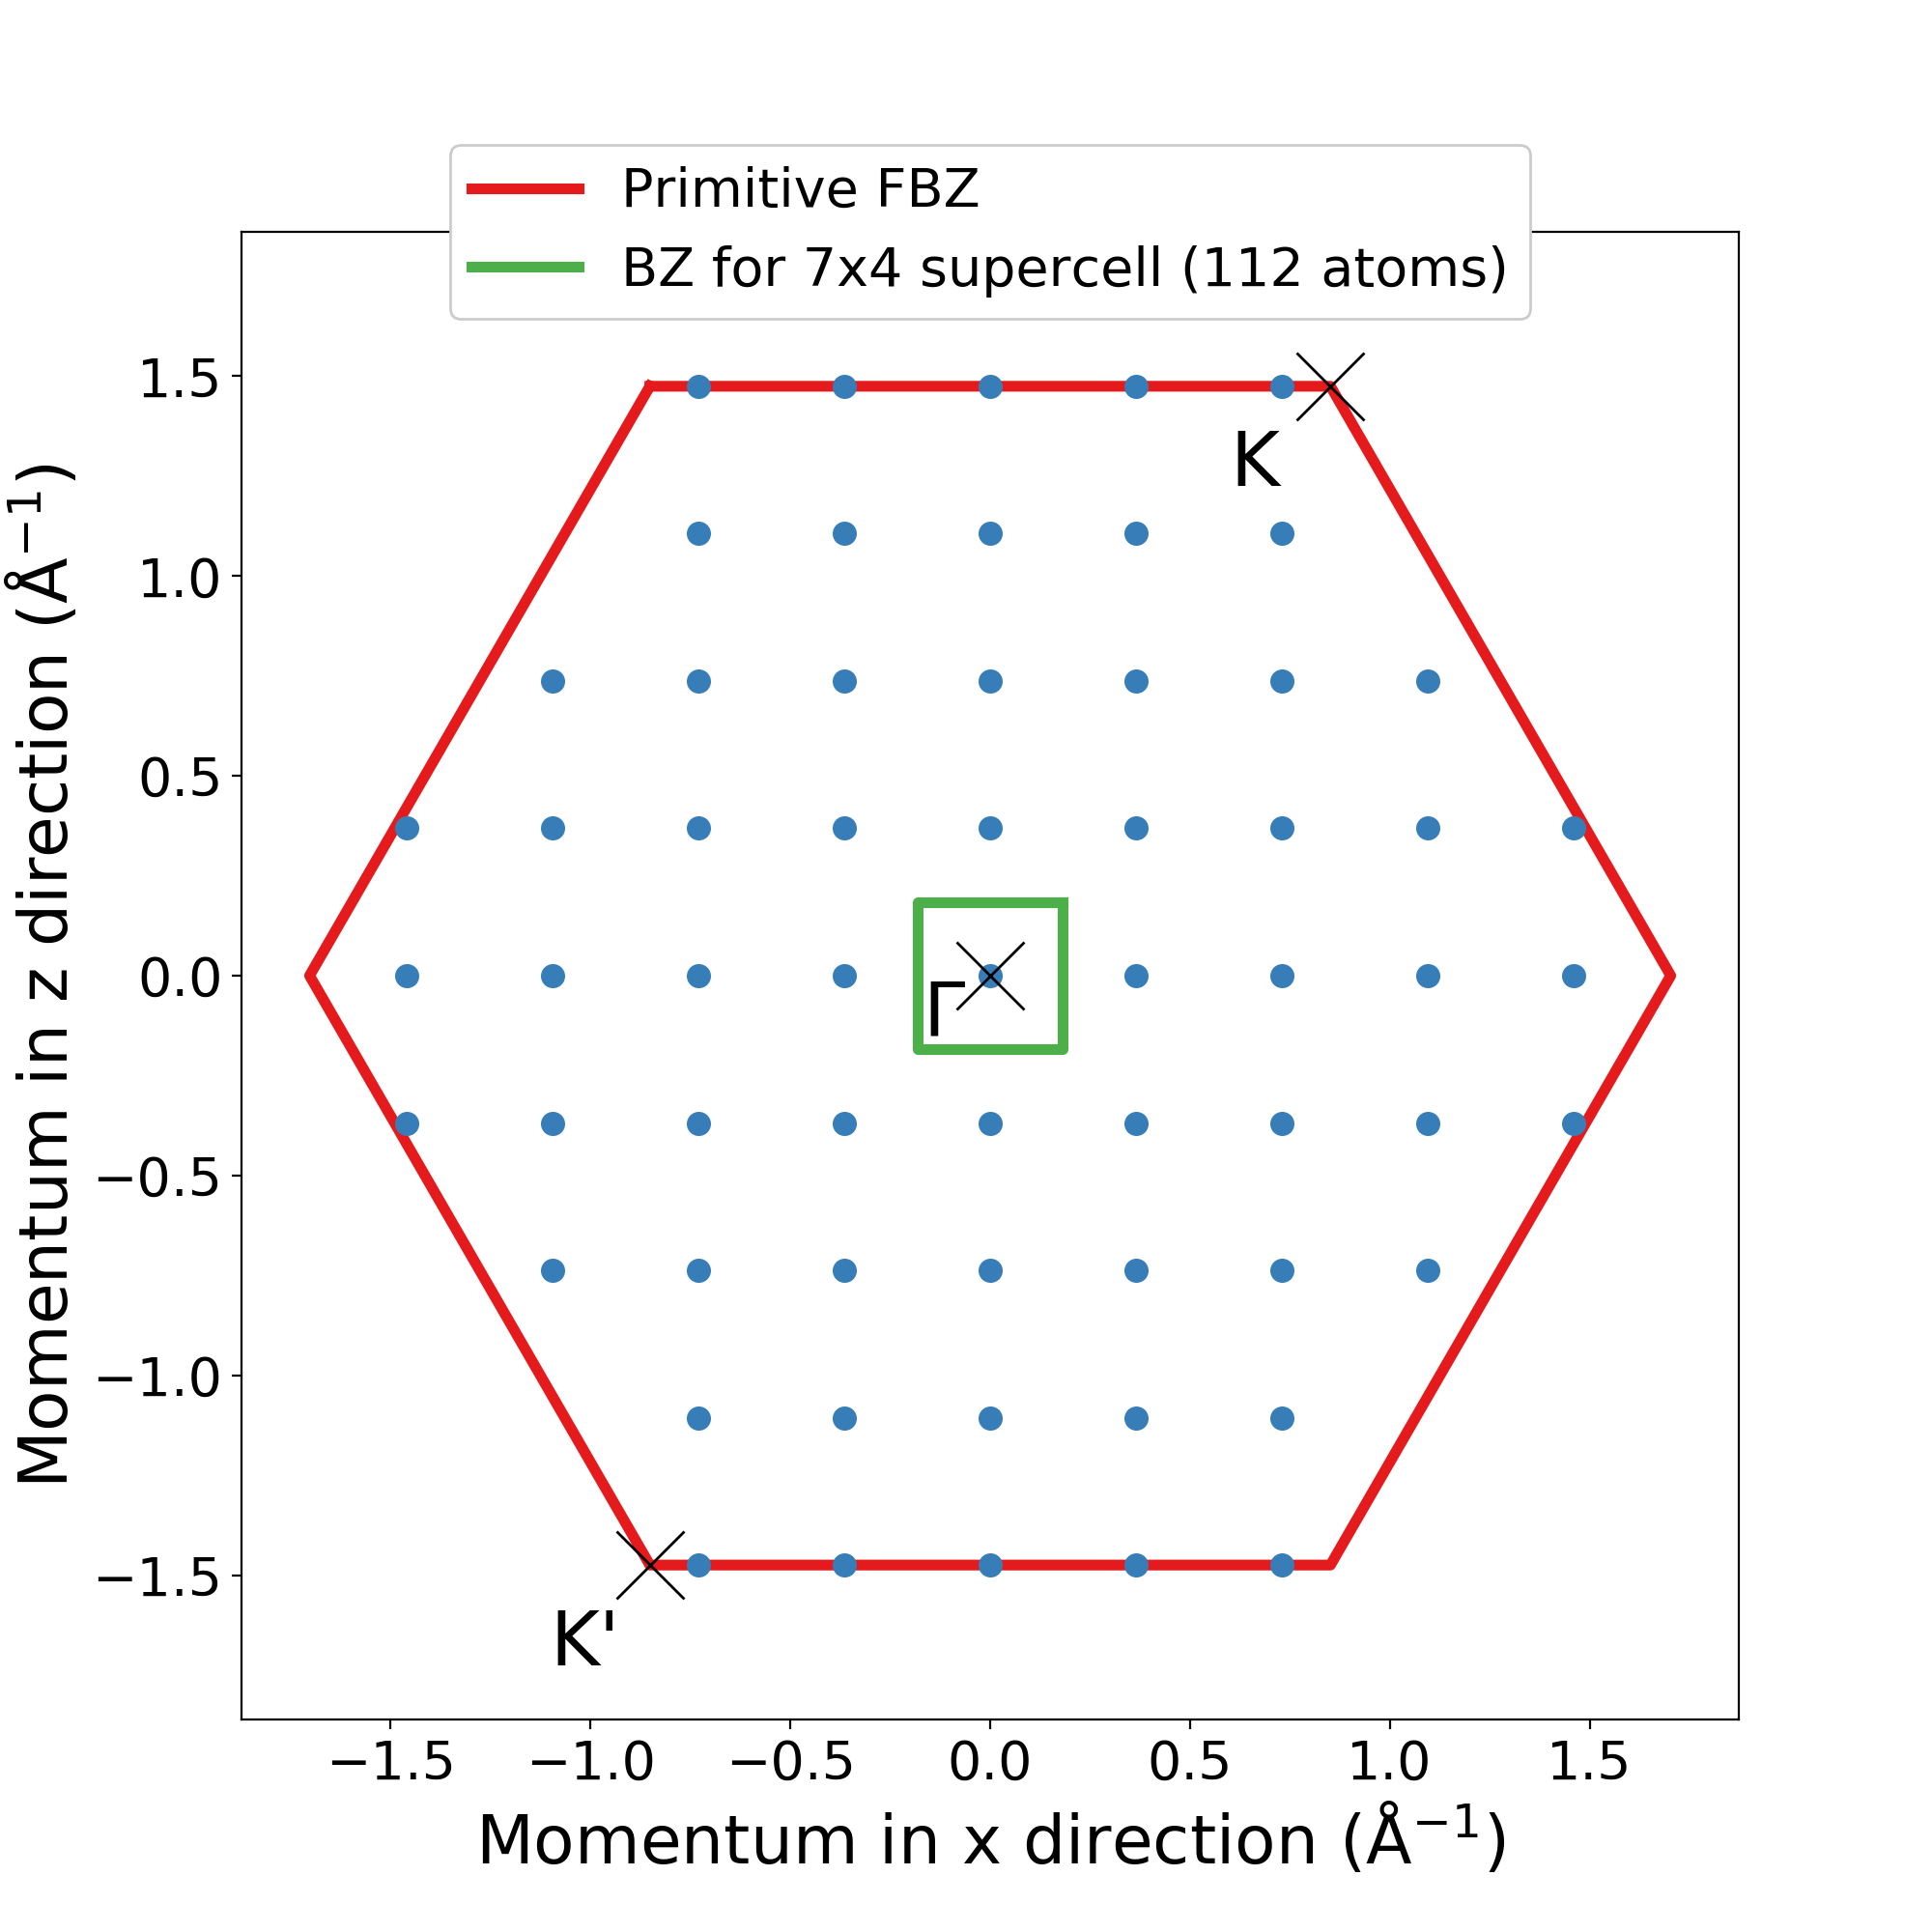 Primitive FBZ
BZ for 7x4 supercell (112 atoms)
1.5
1.0
0.5
0.0
−0.5
−1.0
−1.5
Momentum in z direction (Å⁻¹)
K
Γ
K'
−1.5 −1.0 −0.5 0.0 0.5 1.0 1.5
Momentum in x direction (Å⁻¹)